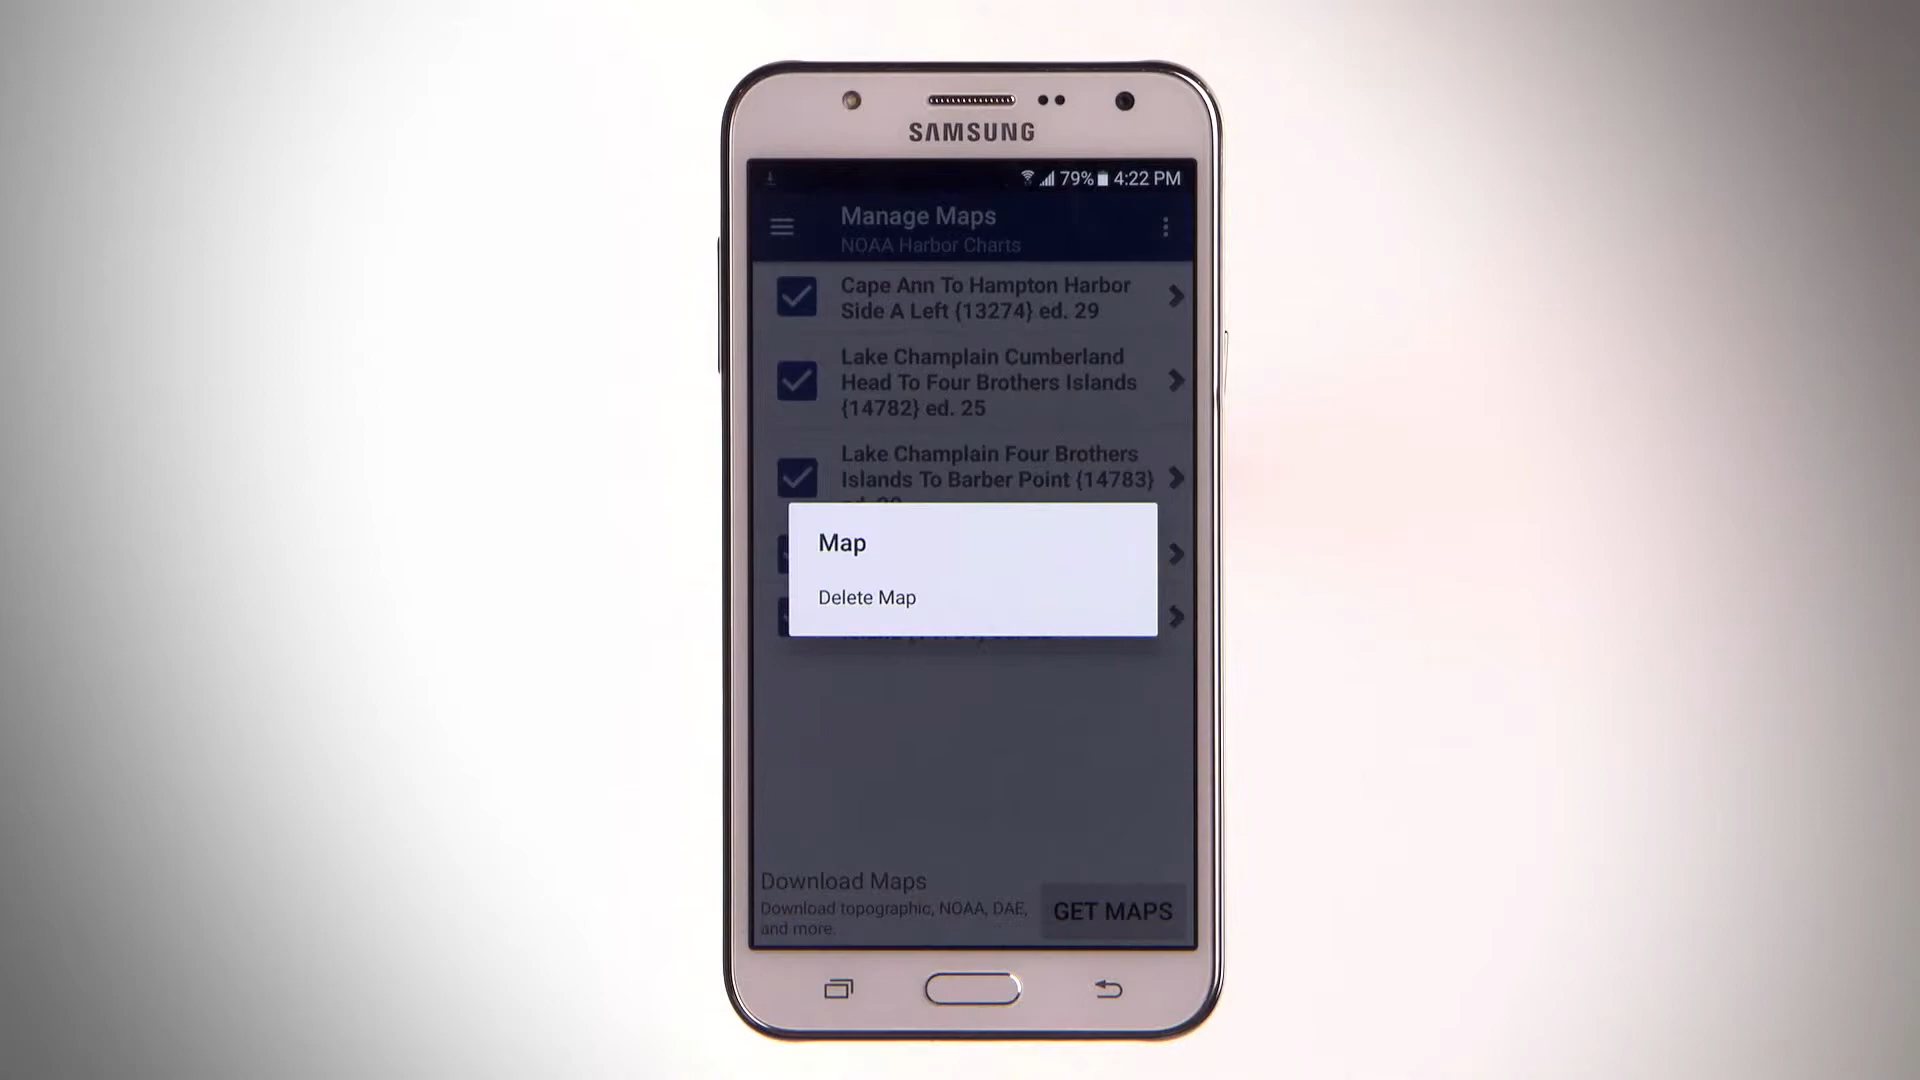 SAMSUNG
79% 4:22 PM
Manage Maps
NOAA Harbor Charts
Cape Ann To Hampton Harbor
Side A Left {13274} ed. 29
Lake Champlain Cumberland
Head To Four Brothers Islands
{14782} ed. 25
Lake Champlain Four Brothers
Islands To Barber Point {14783}
Map
Delete Map
Download Maps
Download topographic, NOAA, DAE,
and more.
GET MAPS